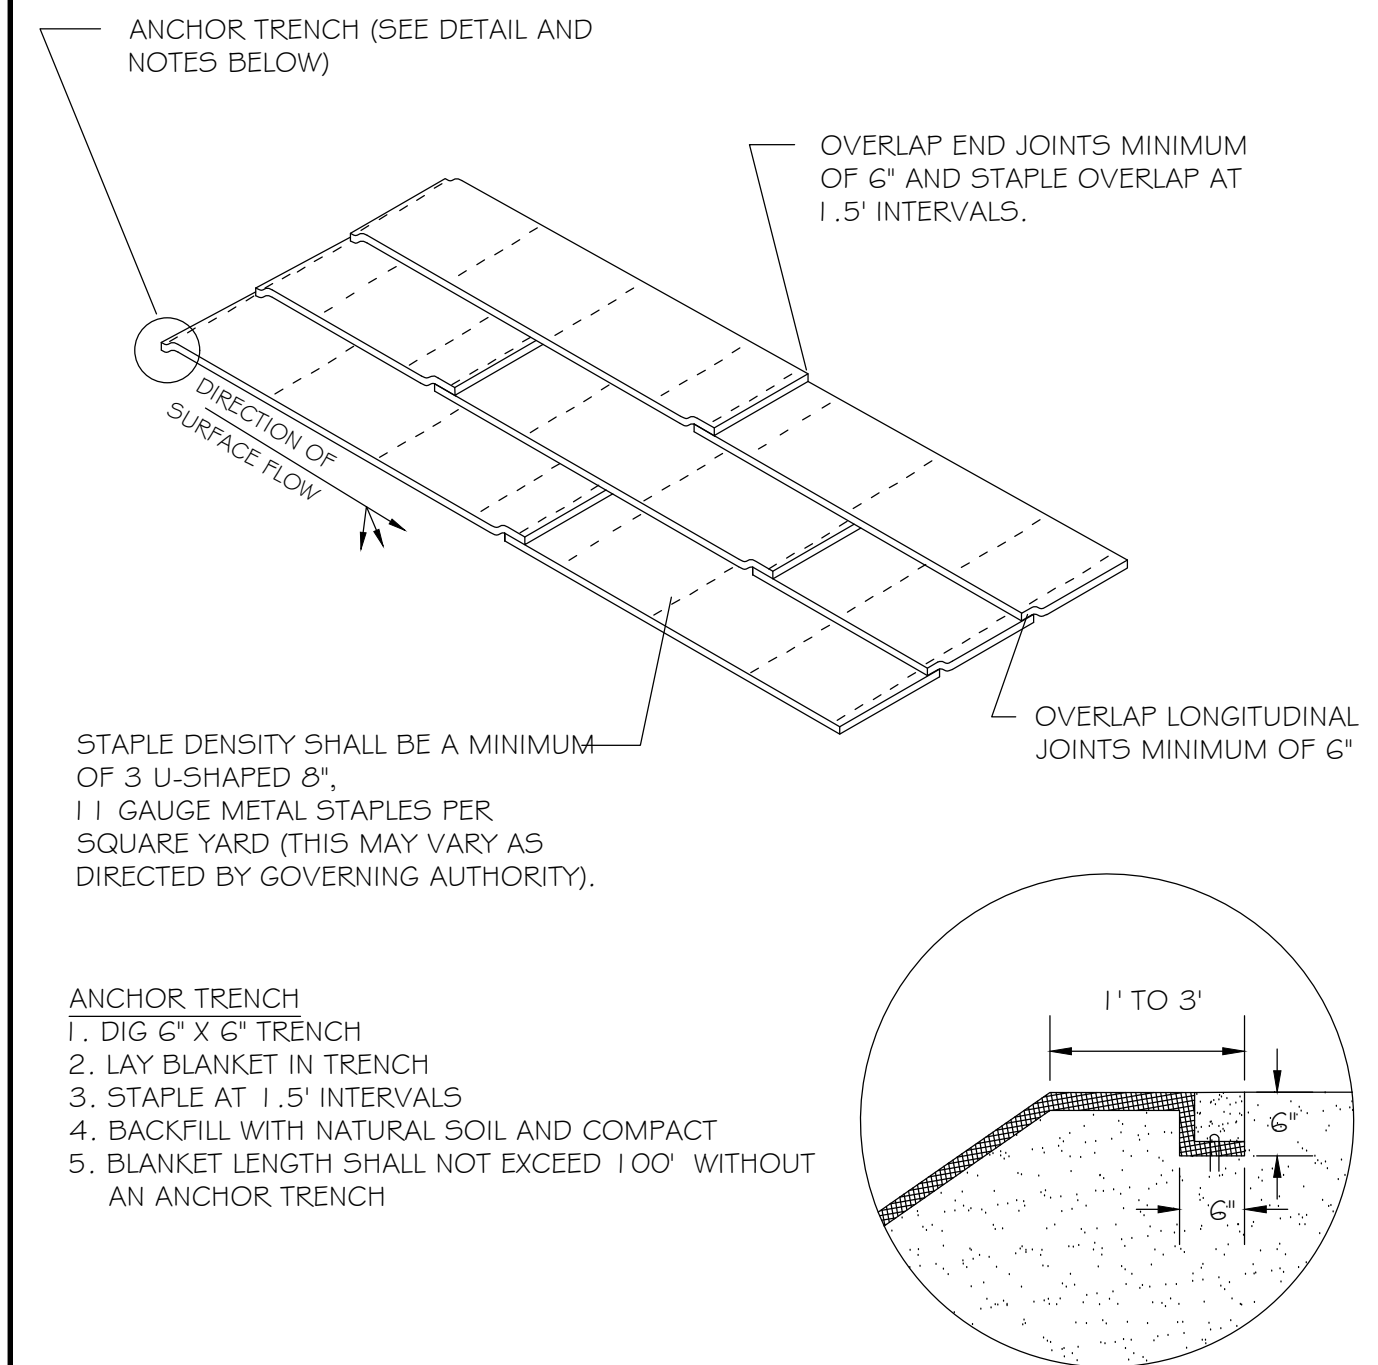 ANCHOR TRENCH (SEE DETAIL AND
NOTES BELOW)
OVERLAP END JOINTS MINIMUM
OF 6" AND STAPLE OVERLAP AT
1.5' INTERVALS.
DIRECTION OF
SURFACE FLOW
OVERLAP LONGITUDINAL
JOINTS MINIMUM OF 6"
STAPLE DENSITY SHALL BE A MINIMUM
OF 3 U-SHAPED 8",
11 GAUGE METAL STAPLES PER
SQUARE YARD (THIS MAY VARY AS
DIRECTED BY GOVERNING AUTHORITY).
ANCHOR TRENCH
1. DIG 6" X 6" TRENCH
2. LAY BLANKET IN TRENCH
3. STAPLE AT 1.5' INTERVALS
4. BACKFILL WITH NATURAL SOIL AND COMPACT
5. BLANKET LENGTH SHALL NOT EXCEED 100' WITHOUT
AN ANCHOR TRENCH
1' TO 3'
6"
6"